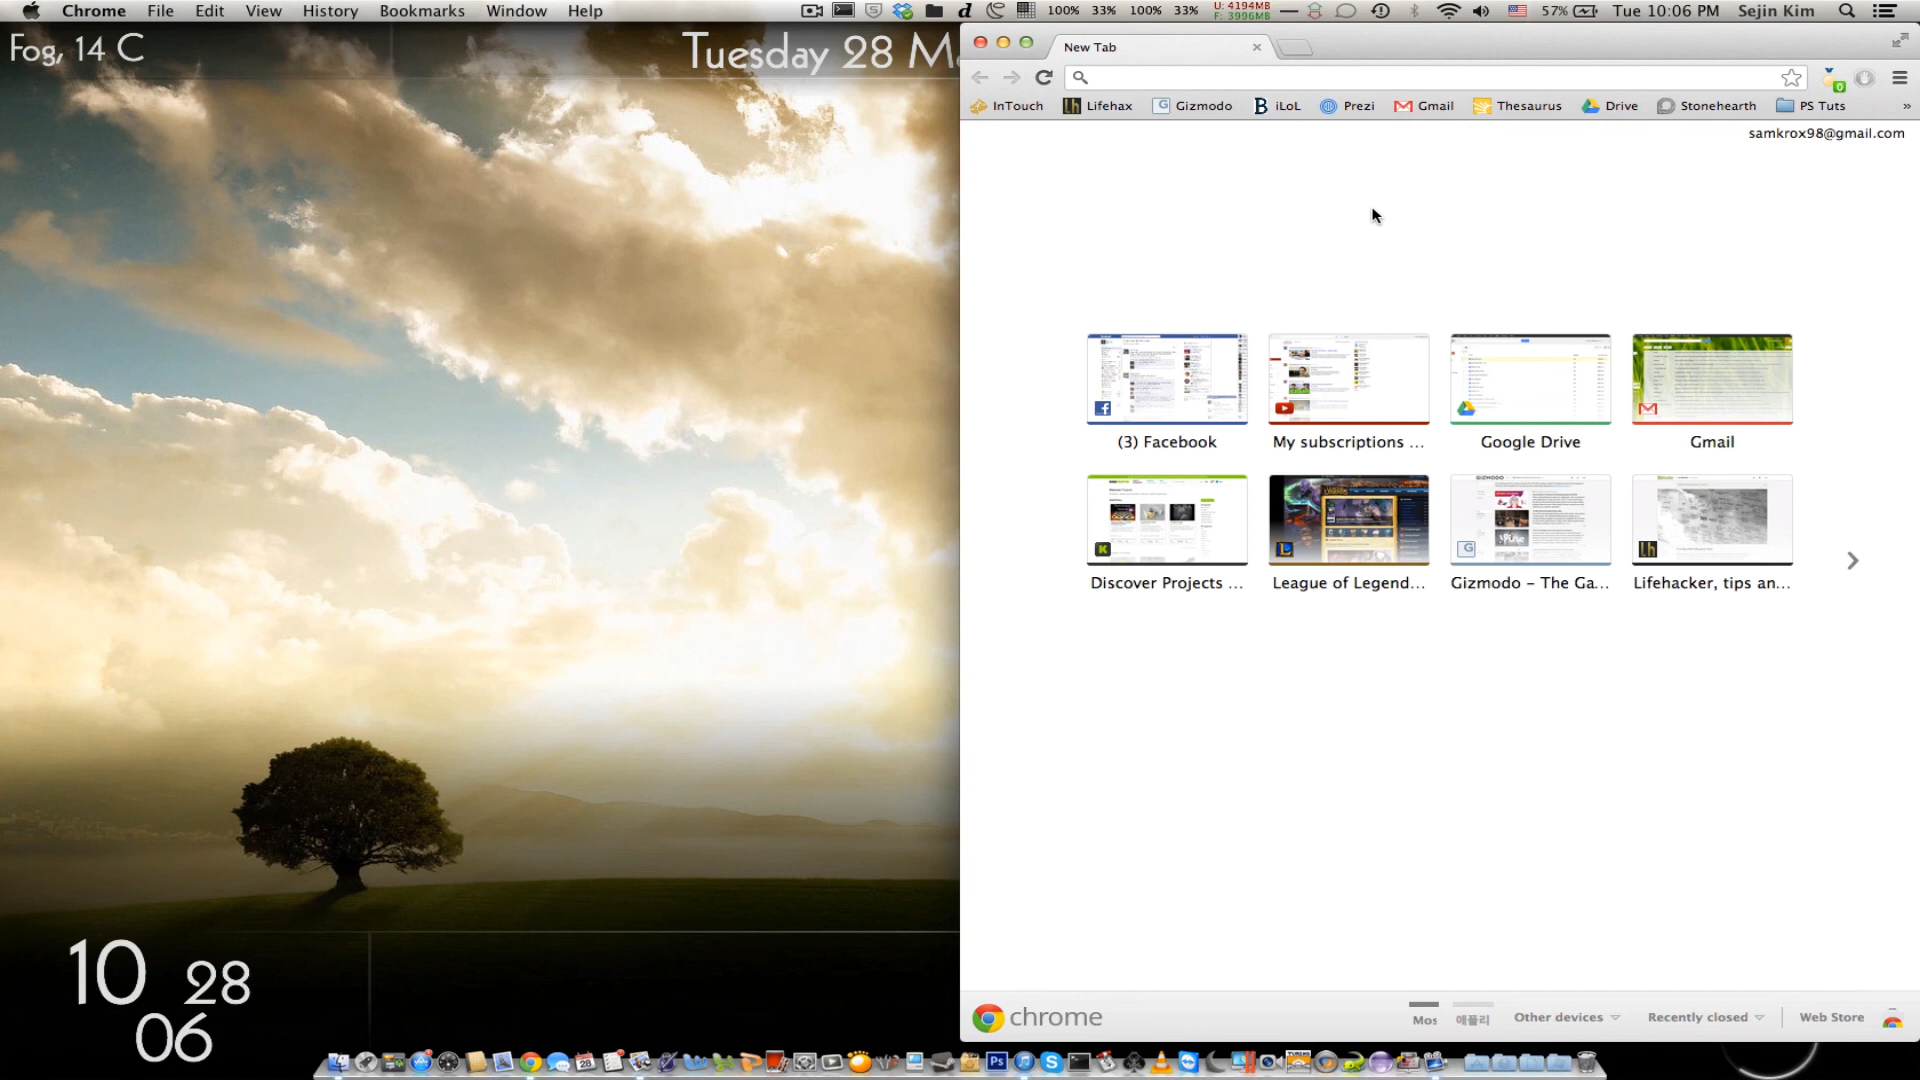 Chrome File Edit View History Bookmarks Window Help 100% 33% 100% 33% U: 4194MB F: 3996MB 57% Tue 10:06 PM Sejin Kim
Fog, 14 C
Tuesday 28 Ma
New Tab
InTouch Lifehax Gizmodo iLoL Prezi Gmail Thesaurus Drive Stonehearth PS Tuts »
samkrox98@gmail.com
(3) Facebook My subscriptions ... Google Drive Gmail
Discover Projects ... League of Legend... Gizmodo – The Ga... Lifehacker, tips an...
10 28
06
chrome Mos 애플리 Other devices Recently closed Web Store